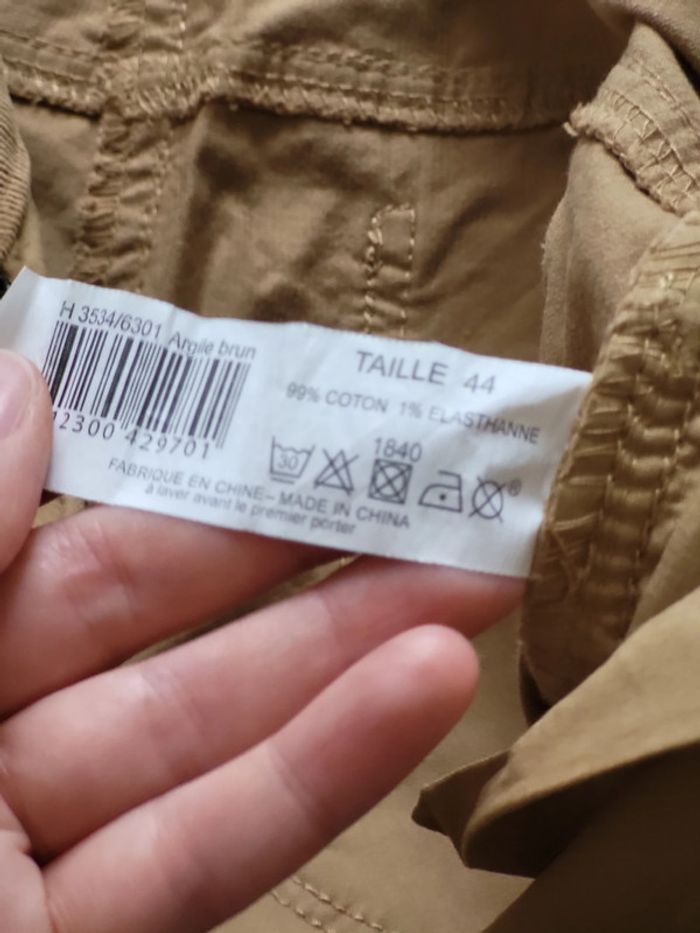 H 3534/6301 Argile brun
2300 429701
TAILLE 44
99% COTON 1% ELASTHANNE
1840
30
FABRIQUE EN CHINE-MADE IN CHINA
à laver avant le premier porter